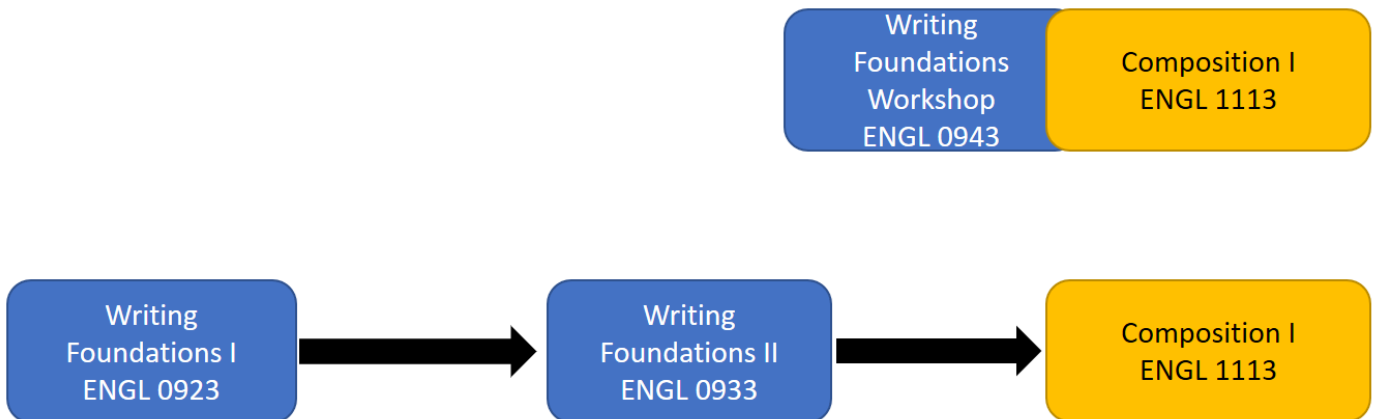 Writing
Foundations
Workshop
ENGL 0943
Composition I
ENGL 1113
Writing
Foundations I
ENGL 0923
Writing
Foundations II
ENGL 0933
Composition I
ENGL 1113